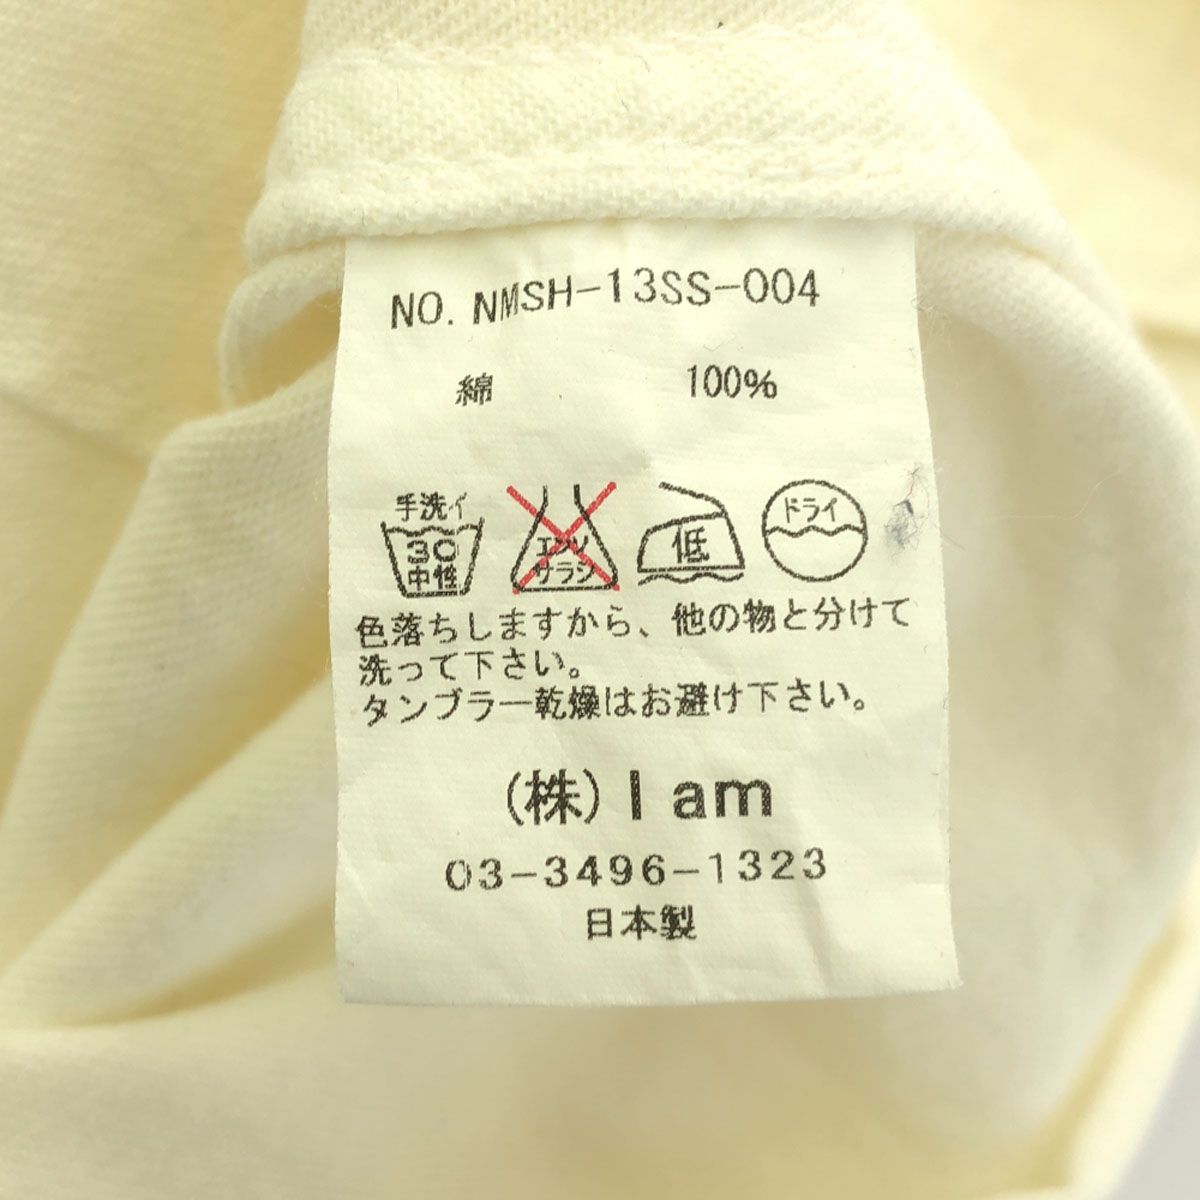 NO. NMSH-13SS-004
綿 100%
手洗イ
30
中性
エンソ
サラシ
低
ドライ
色落ちしますから、他の物と分けて
洗って下さい。
タンブラー乾燥はお避け下さい。
(株) I am
03-3496-1323
日本製